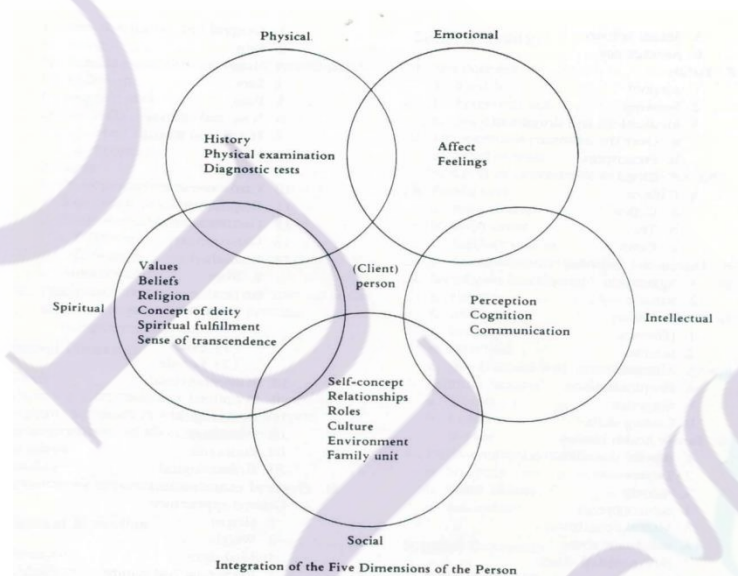 Physical
Emotional
History
Physical examination
Diagnostic tests
Affect
Feelings
Values
Beliefs
Religion
Concept of deity
Spiritual fulfillment
Sense of transcendence
(Client)
person
Perception
Cognition
Communication
Spiritual
Intellectual
Self-concept
Relationships
Roles
Culture
Environment
Family unit
Social
Integration of the Five Dimensions of the Person